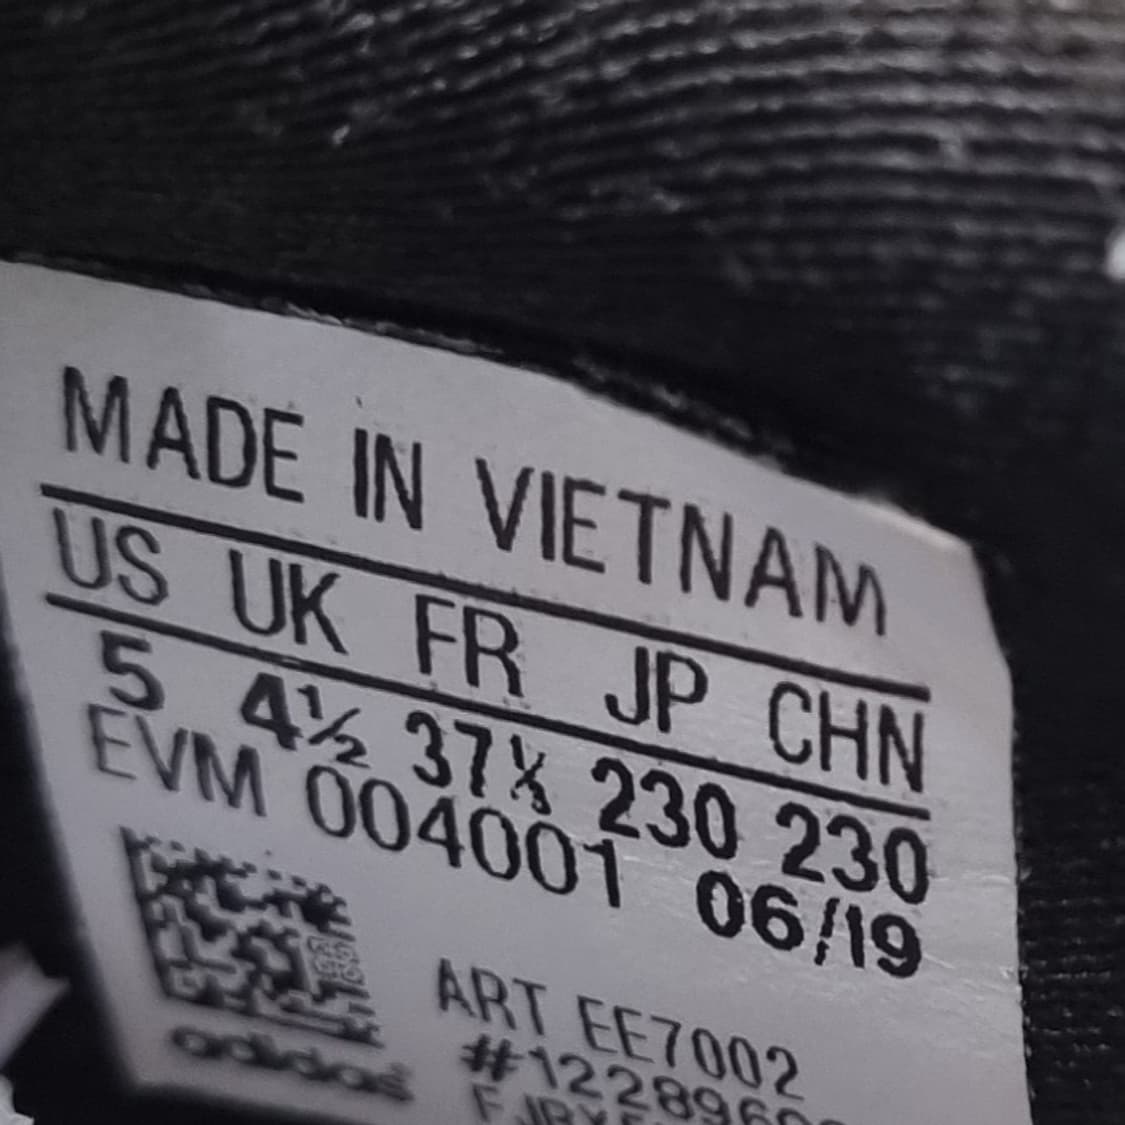 MADE IN VIETNAM
US UK FR JP CHN
5 4½ 37⅓ 230 230
EVM 004001 06/19
ART EE7002
adidas